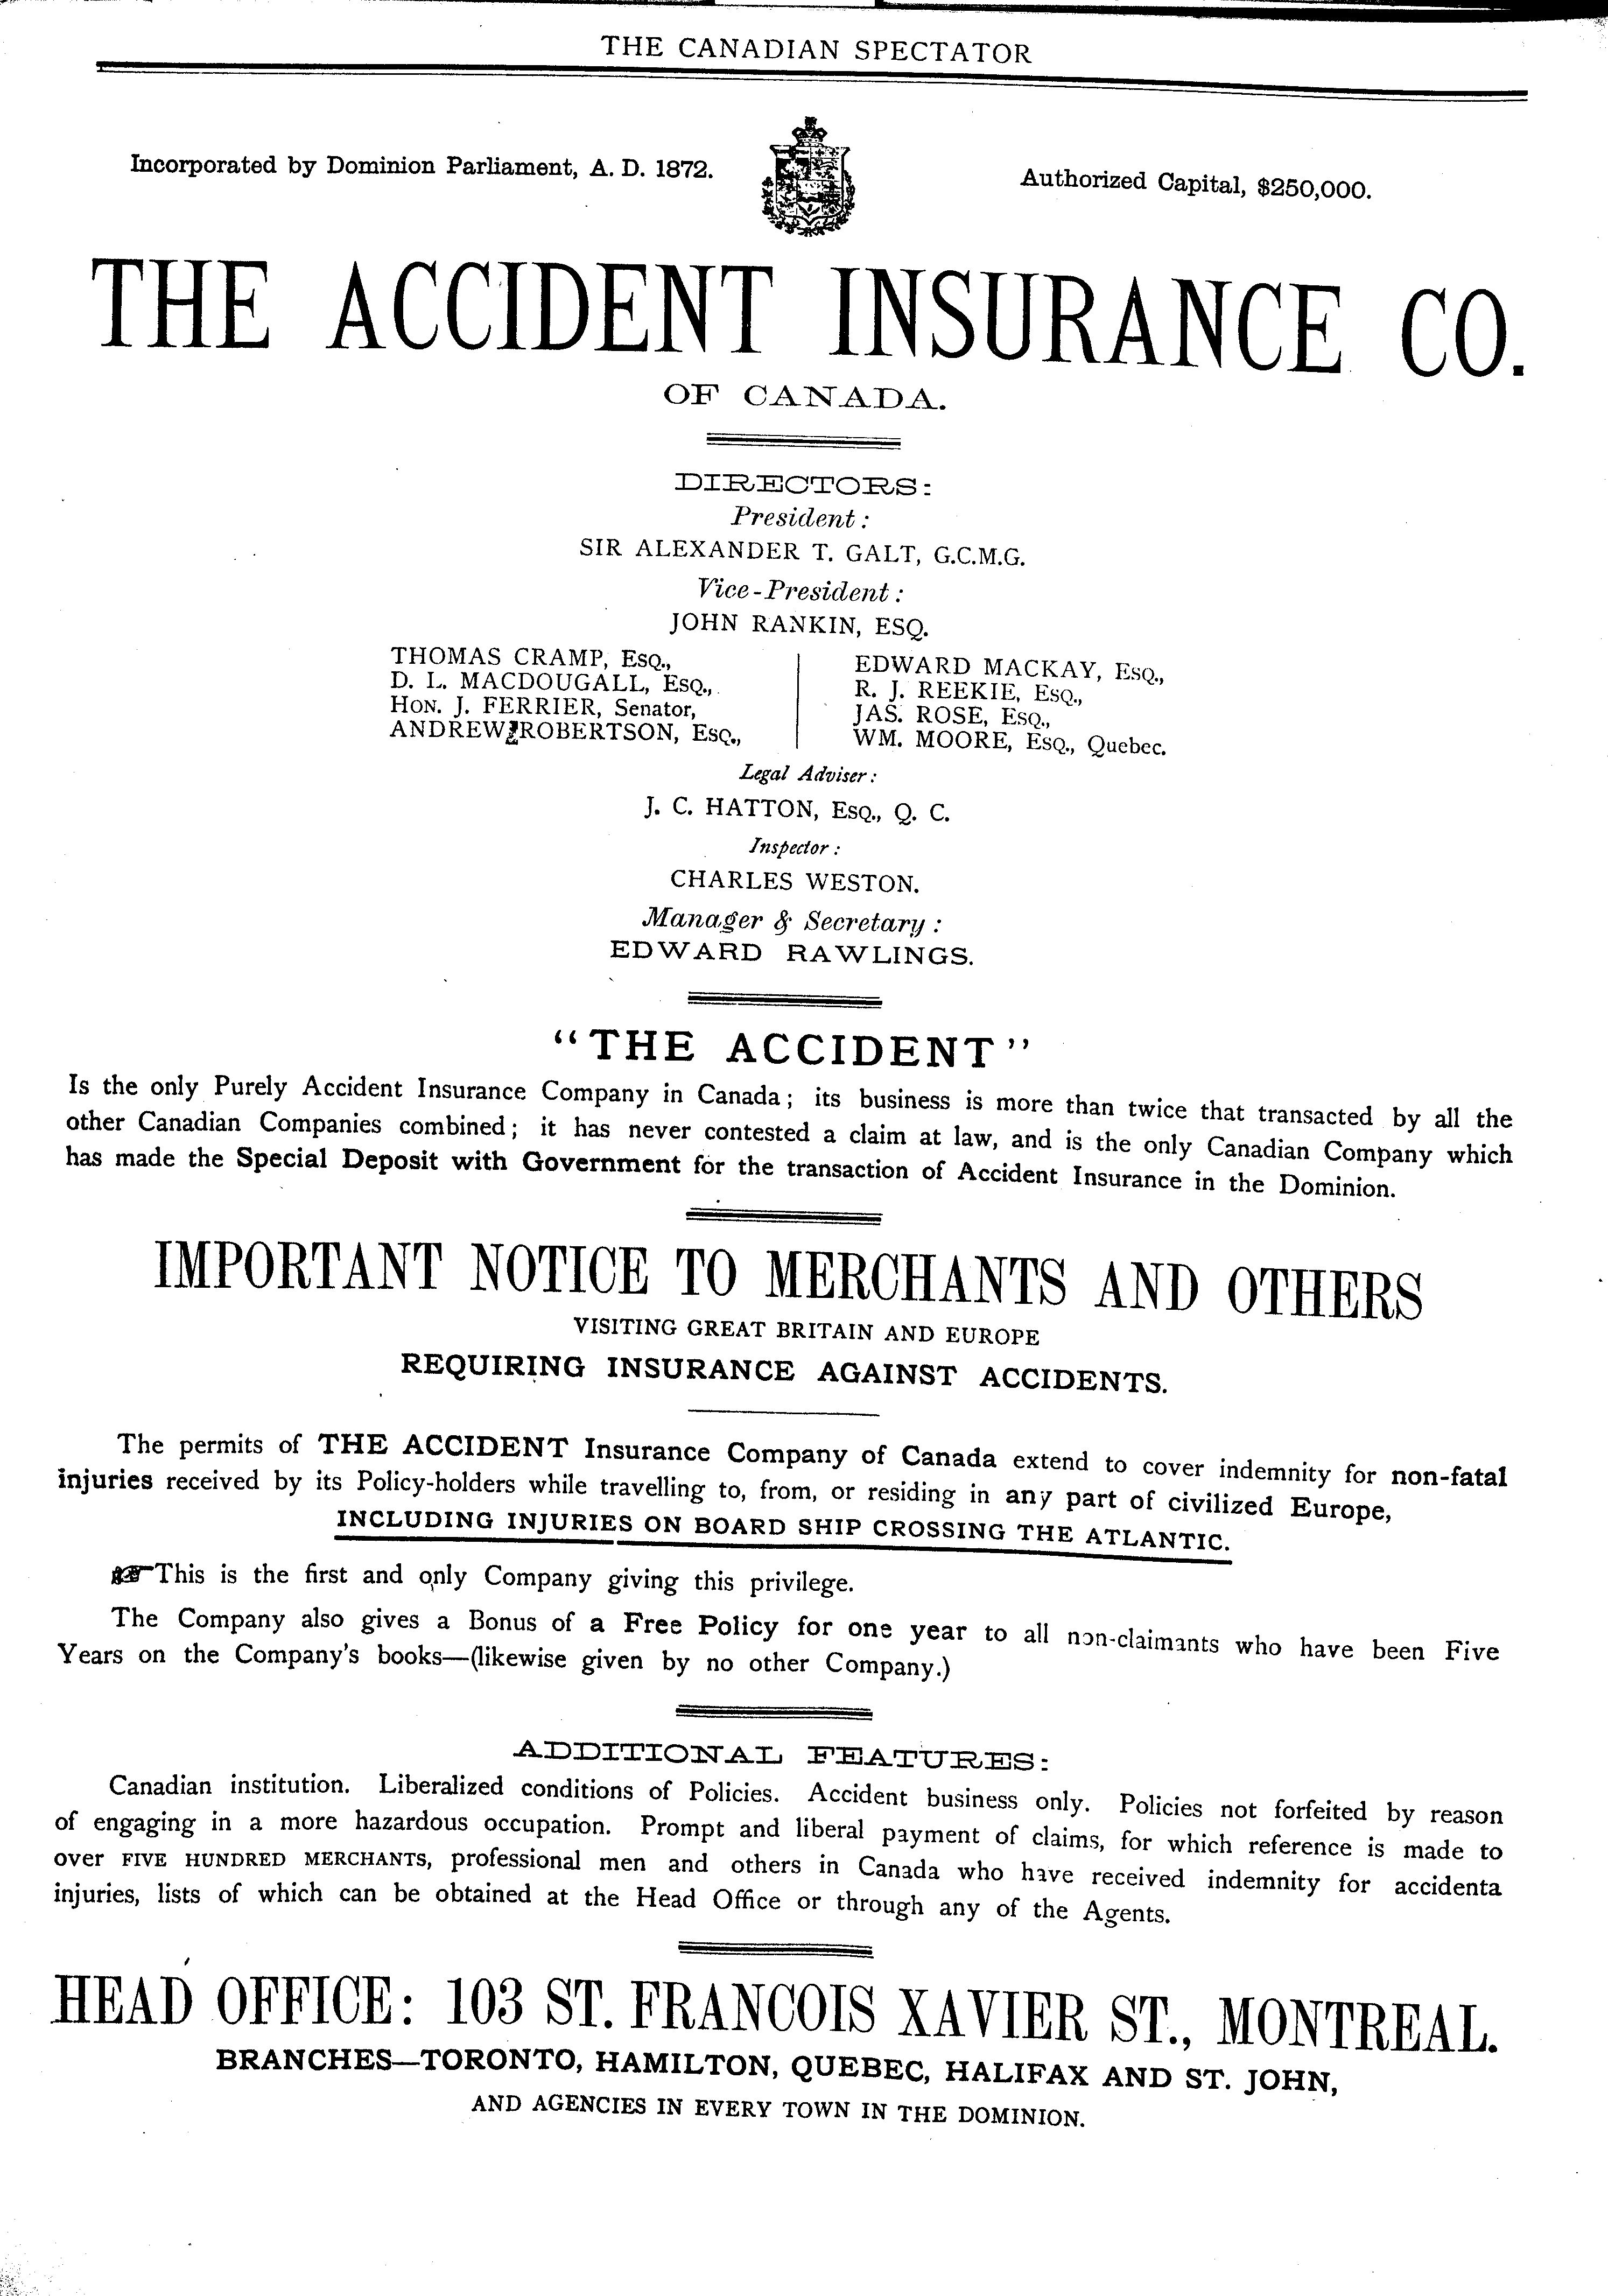 THE CANADIAN SPECTATOR
Incorporated by Dominion Parliament, A. D. 1872.
Authorized Capital, $250,000.
THE ACCIDENT INSURANCE CO.
OF CANADA.
DIRECTORS:
President:
SIR ALEXANDER T. GALT, G.C.M.G.
Vice-President:
JOHN RANKIN, ESQ.
THOMAS CRAMP, ESQ.,
D. L. MACDOUGALL, ESQ.,
HON. J. FERRIER, Senator,
ANDREW ROBERTSON, ESQ.,
EDWARD MACKAY, ESQ.,
R. J. REEKIE, ESQ.,
JAS. ROSE, ESQ.,
WM. MOORE, ESQ., Quebec.
Legal Adviser:
J. C. HATTON, ESQ., Q. C.
Inspector:
CHARLES WESTON.
Manager & Secretary:
EDWARD RAWLINGS.
"THE ACCIDENT"
Is the only Purely Accident Insurance Company in Canada; its business is more than twice that transacted by all the
other Canadian Companies combined; it has never contested a claim at law, and is the only Canadian Company which
has made the Special Deposit with Government for the transaction of Accident Insurance in the Dominion.
IMPORTANT NOTICE TO MERCHANTS AND OTHERS
VISITING GREAT BRITAIN AND EUROPE
REQUIRING INSURANCE AGAINST ACCIDENTS.
The permits of THE ACCIDENT Insurance Company of Canada extend to cover indemnity for non-fatal
injuries received by its Policy-holders while travelling to, from, or residing in any part of civilized Europe,
INCLUDING INJURIES ON BOARD SHIP CROSSING THE ATLANTIC.
☞This is the first and only Company giving this privilege.
The Company also gives a Bonus of a Free Policy for one year to all non-claimants who have been Five
Years on the Company's books—(likewise given by no other Company.)
ADDITIONAL FEATURES:
Canadian institution. Liberalized conditions of Policies. Accident business only. Policies not forfeited by reason
of engaging in a more hazardous occupation. Prompt and liberal payment of claims, for which reference is made to
over FIVE HUNDRED MERCHANTS, professional men and others in Canada who have received indemnity for accidenta
injuries, lists of which can be obtained at the Head Office or through any of the Agents.
HEAD OFFICE: 103 ST. FRANCOIS XAVIER ST., MONTREAL.
BRANCHES—TORONTO, HAMILTON, QUEBEC, HALIFAX AND ST. JOHN,
AND AGENCIES IN EVERY TOWN IN THE DOMINION.